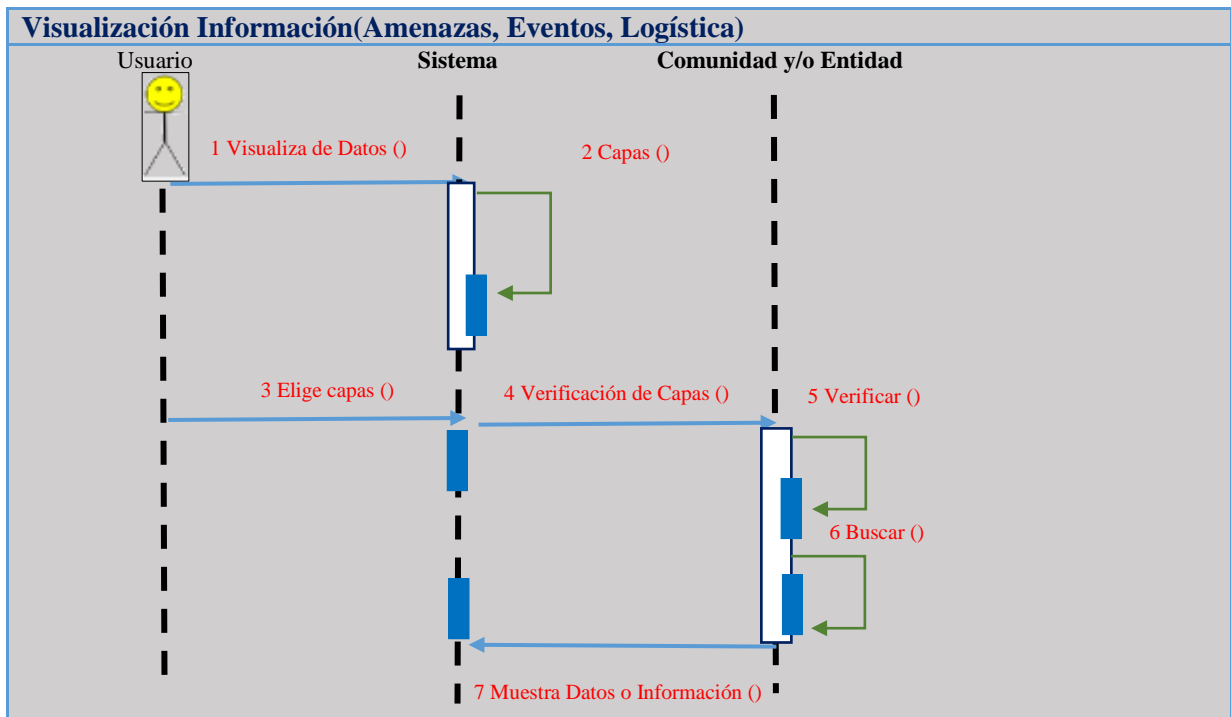 Visualización Información(Amenazas, Eventos, Logística)
Usuario
Sistema
Comunidad y/o Entidad
1 Visualiza de Datos ()
2 Capas ()
3 Elige capas ()
4 Verificación de Capas ()
5 Verificar ()
6 Buscar ()
7 Muestra Datos o Información ()